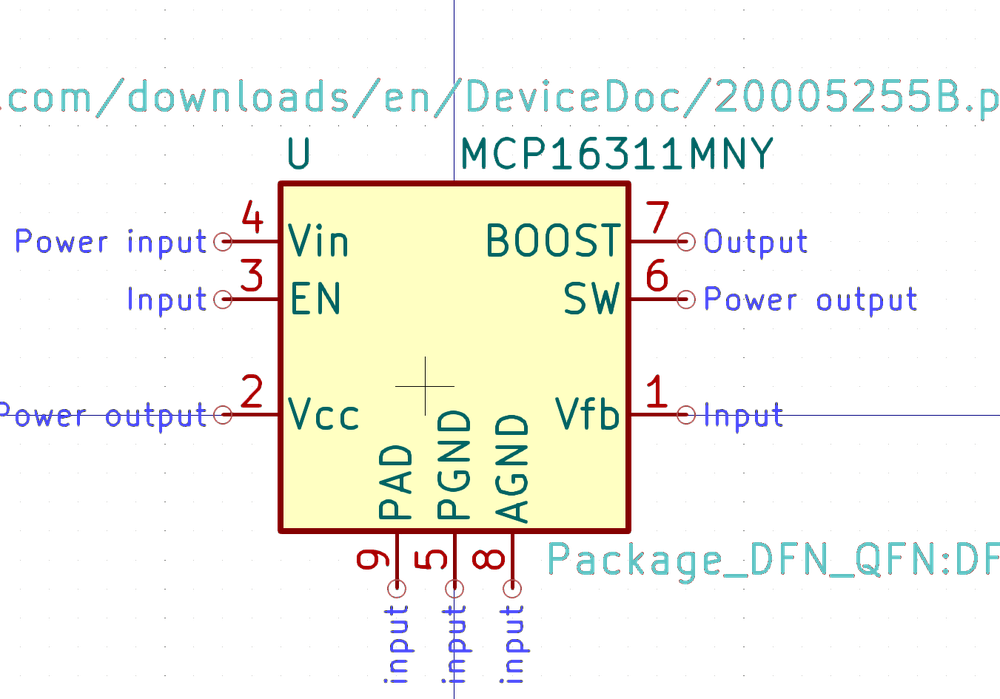 .com/downloads/en/DeviceDoc/20005255B.p
U MCP16311MNY
4 7
Power input Vin BOOST Output
3 6
Input EN SW Power output
2 1
Power output Vcc Vfb Input
PAD PGND AGND
9 5 8
Package_DFN_QFN:DF
input input input